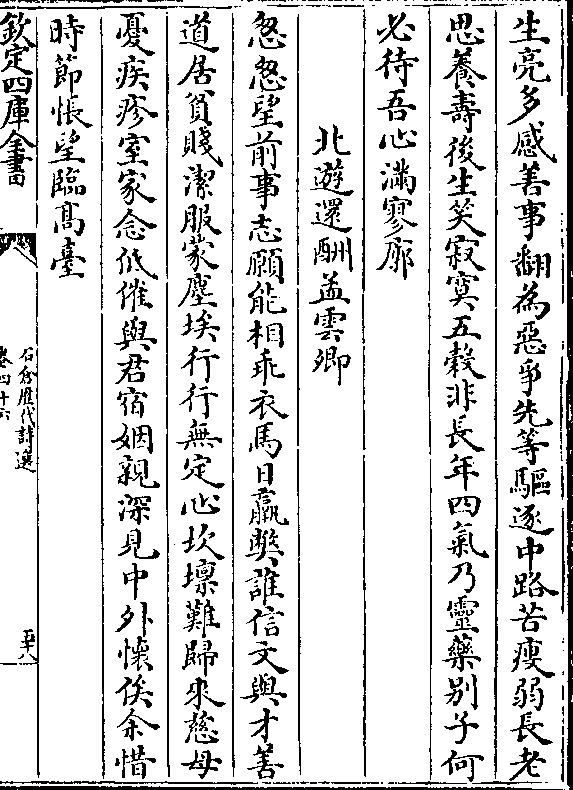 生亮多感善事翻為惡爭先等驅逐中路苦瘦弱長老
思養壽後生笑寂寞五穀非長年四氣乃靈藥别子何
必待吾心滿寥廓
北遊還酬孟雲卿
怱怱望前事志願能相乖衣馬日羸弊誰信文與才善
道居貧賤潔服蒙塵埃行行無定心坎壈難歸來慈母
憂疾疹室家念低傕與君宿姻親深見中外懷俟余惜
時節悵望臨髙臺
欽定四庫全書
石倉歷代詩選
卷四十六
五十八